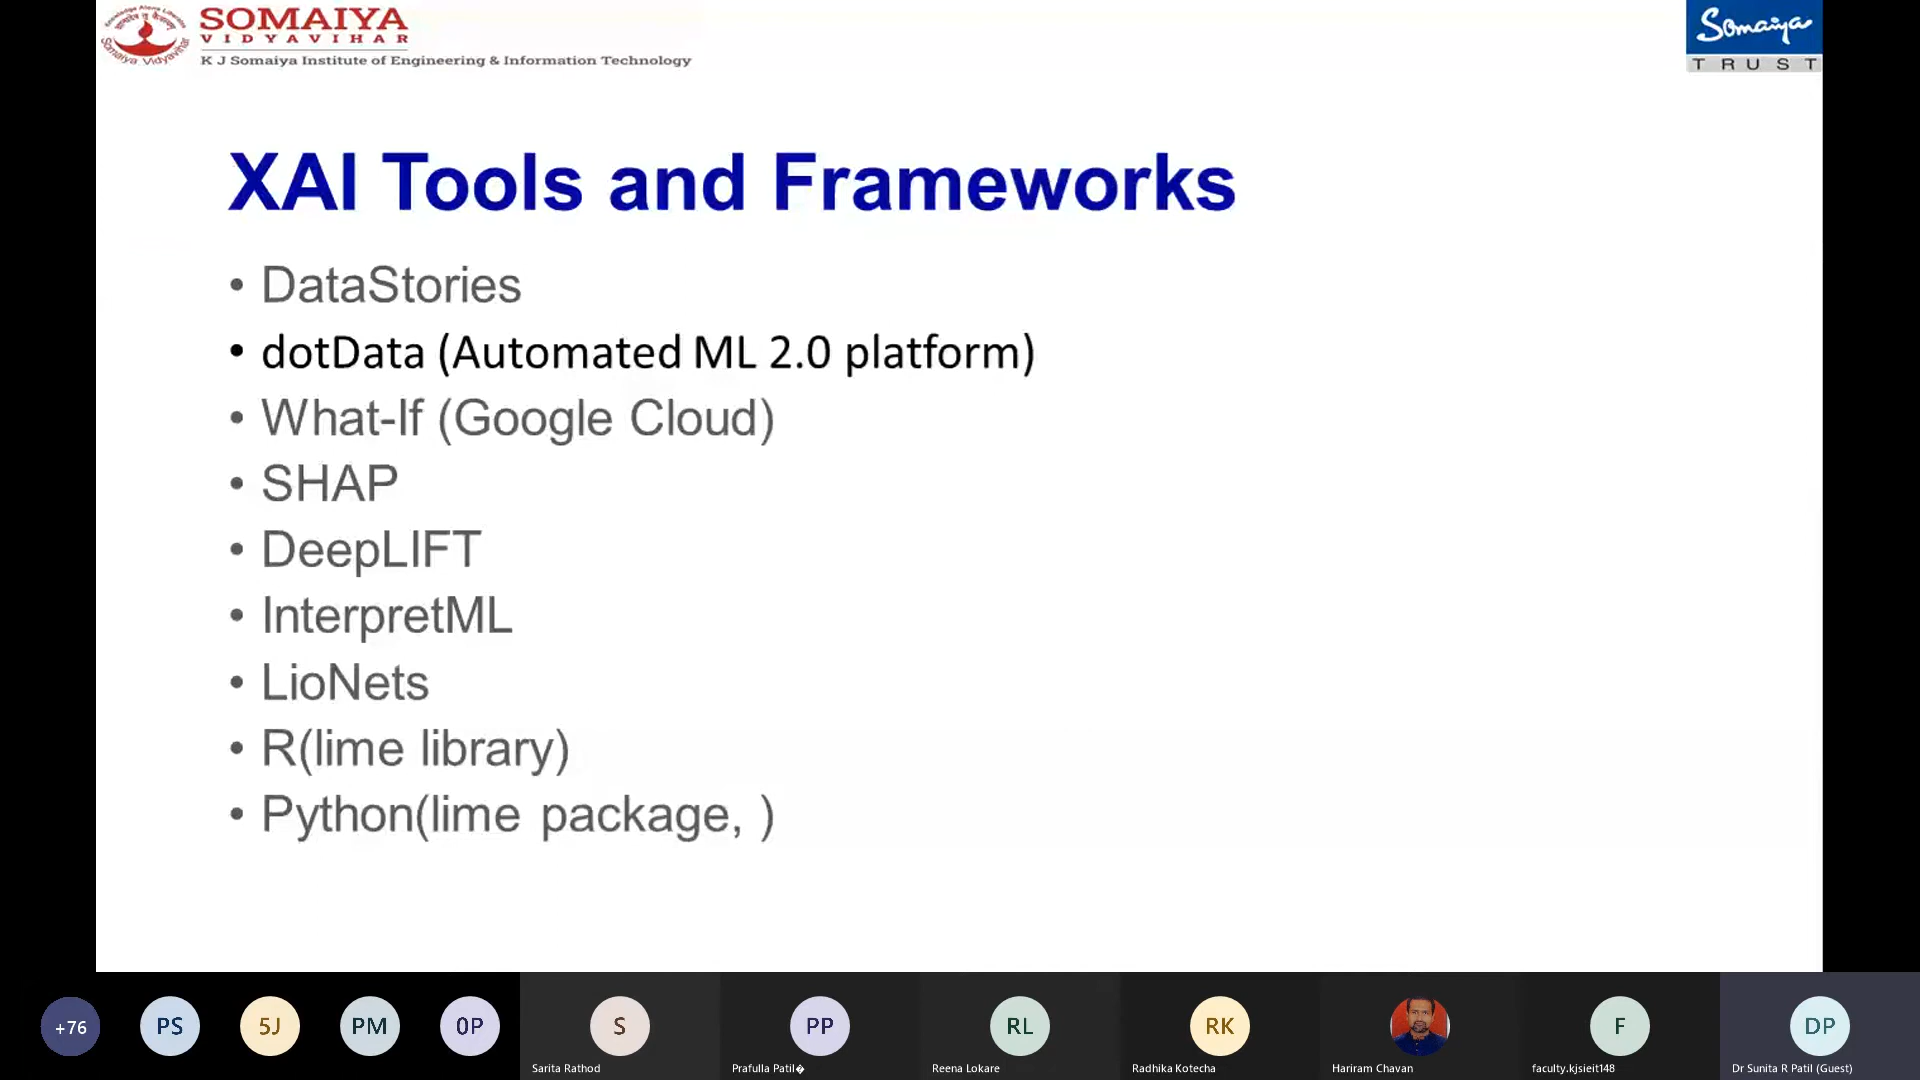 SOMAIYA
VIDYAVIHAR
K J Somaiya Institute of Engineering & Information Technology
Somaiya
TRUST
XAI Tools and Frameworks
• DataStories
• dotData (Automated ML 2.0 platform)
• What-If (Google Cloud)
• SHAP
• DeepLIFT
• InterpretML
• LioNets
• R(lime library)
• Python(lime package, )
+76
PS
5J
PM
0P
S
PP
RL
RK
F
DP
Sarita Rathod
Prafulla Patil�
Reena Lokare
Radhika Kotecha
Hariram Chavan
faculty.kjsieit148
Dr Sunita R Patil (Guest)